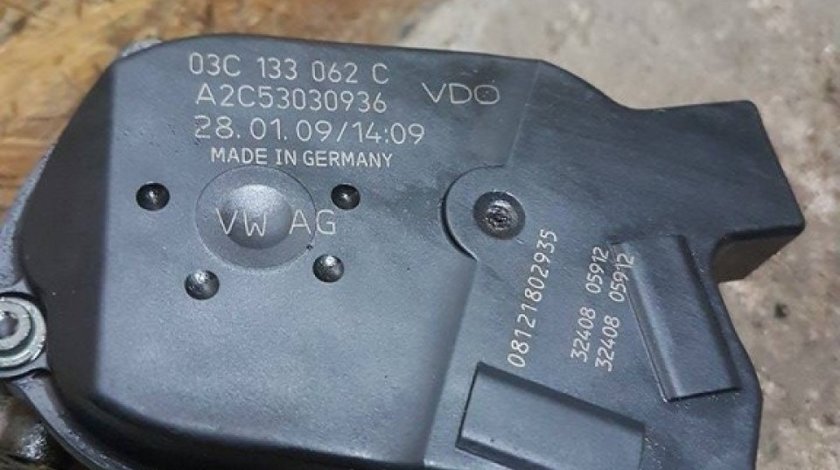 03C 133 062 C
A2C53030936 VDO
28.01.09/14:09
MADE IN GERMANY
VW AG
08121802935
32408 05912
32408 05912